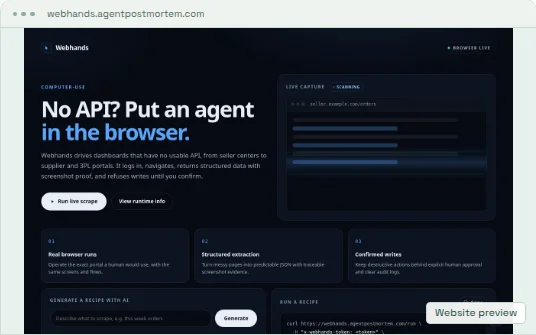 webhands.agentpostmortem.com
Webhands
BROWSER LIVE
COMPUTER-USE
No API? Put an agent
in the browser.
Webhands drives dashboards that have no usable API, from seller centers to
supplier and 3PL portals. It logs in, navigates, returns structured data with
screenshot proof, and refuses writes until you confirm.
Run live scrape
View runtime info
LIVE CAPTURE
SCANNING
seller.example.com/orders
01
Real browser runs
Operate the exact portal a human would use, with the
same screens and flows.
02
Structured extraction
Turn messy pages into predictable JSON with traceable
screenshot evidence.
03
Confirmed writes
Keep destructive actions behind explicit human approval
and clear audit logs.
GENERATE A RECIPE WITH AI
Describe what to scrape, e.g. this week orders
Generate
RUN A RECIPE
curl https://webhands.agentpostmortem.com/run \
"x-webhands-token: <token>" \
Website preview